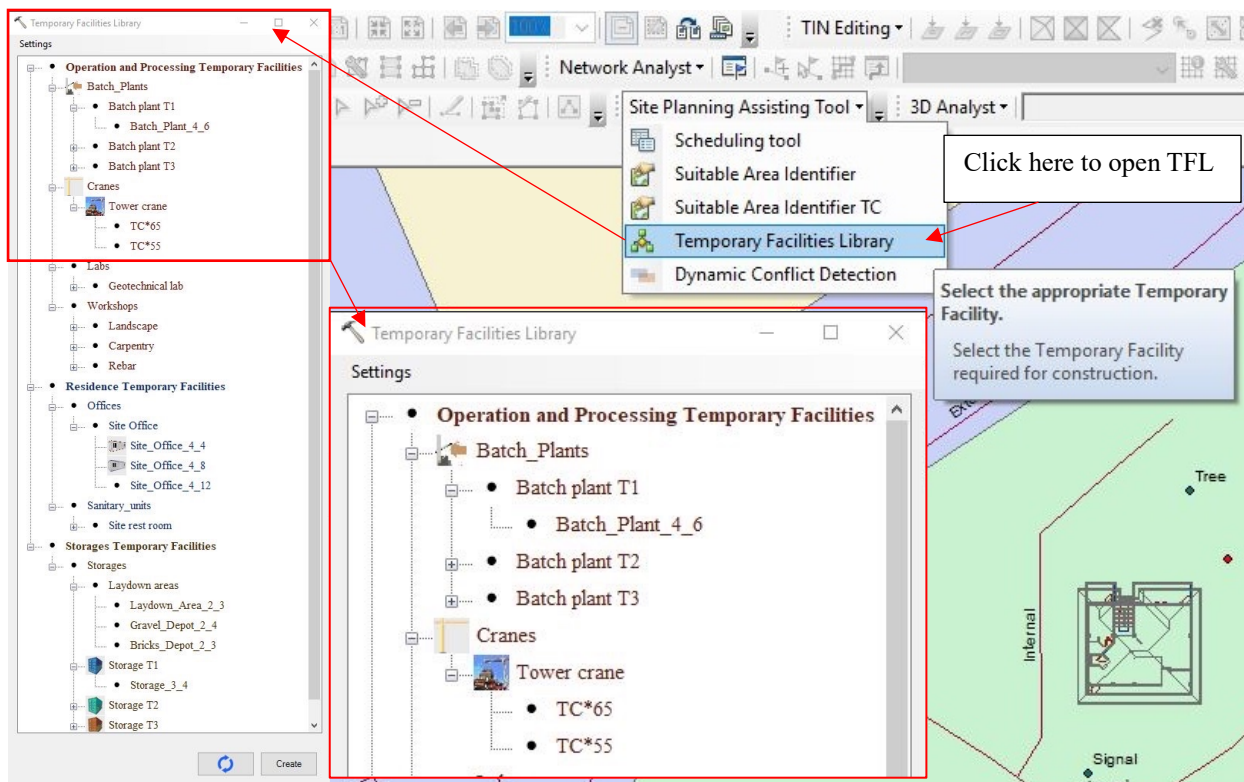 Temporary Facilities Library
Settings
Operation and Processing Temporary Facilities
Batch_Plants
Batch plant T1
Batch_Plant_4_6
Batch plant T2
Batch plant T3
Cranes
Tower crane
TC*65
TC*55
Labs
Geotechnical lab
Workshops
Landscape
Carpentry
Rebar
Residence Temporary Facilities
Offices
Site Office
Site_Office_4_4
Site_Office_4_8
Site_Office_4_12
Sanitary_units
Site rest room
Storages Temporary Facilities
Storages
Laydown areas
Laydown_Area_2_3
Gravel_Depot_2_4
Bricks_Depot_2_3
Storage T1
Storage_3_4
Storage T2
Storage T3
Create
100%
TIN Editing
Network Analyst
Site Planning Assisting Tool
3D Analyst
Scheduling tool
Suitable Area Identifier
Suitable Area Identifier TC
Temporary Facilities Library
Dynamic Conflict Detection
Click here to open TFL
Select the appropriate Temporary
Facility.
Select the Temporary Facility
required for construction.
Temporary Facilities Library
Settings
Operation and Processing Temporary Facilities
Batch_Plants
Batch plant T1
Batch_Plant_4_6
Batch plant T2
Batch plant T3
Cranes
Tower crane
TC*65
TC*55
Tree
Internal
Signal